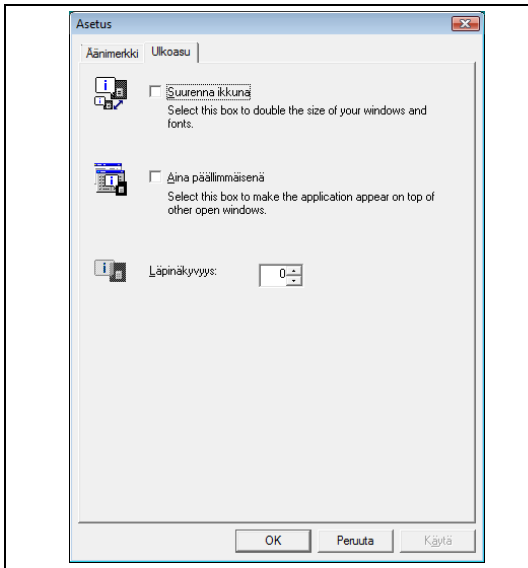 Asetus
Äänimerkki Ulkoasu
Suurenna ikkuna
Select this box to double the size of your windows and
fonts.
Aina päällimmäisenä
Select this box to make the application appear on top of
other open windows.
Läpinäkyvyys: 0
OK Peruuta Käytä